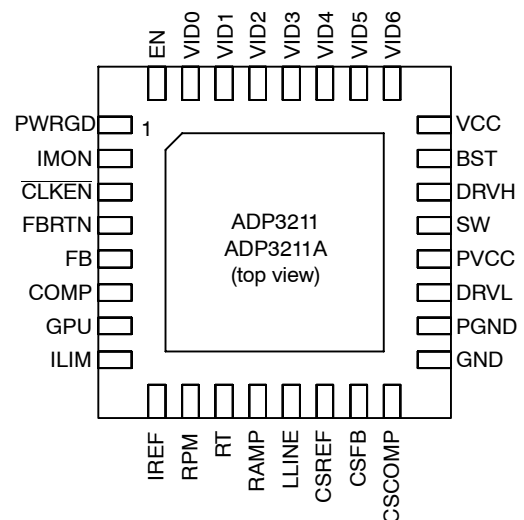 EN
VID0
VID1
VID2
VID3
VID4
VID5
VID6
PWRGD
1
IMON
CLKEN
FBRTN
FB
COMP
GPU
ILIM
ADP3211
ADP3211A
(top view)
VCC
BST
DRVH
SW
PVCC
DRVL
PGND
GND
IREF
RPM
RT
RAMP
LLINE
CSREF
CSFB
CSCOMP